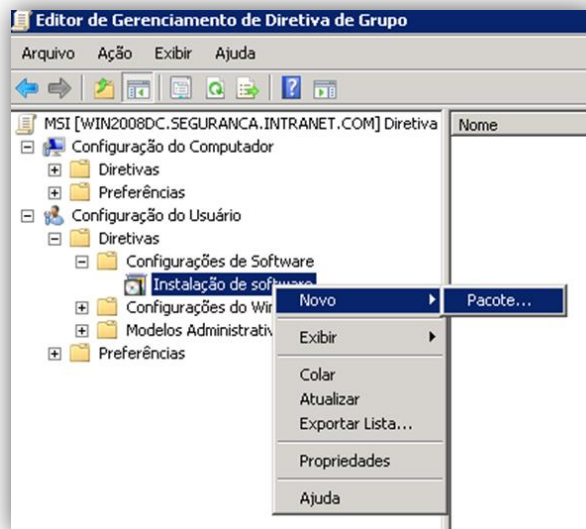 Editor de Gerenciamento de Diretiva de Grupo
Arquivo Ação Exibir Ajuda
MSI [WIN2008DC.SEGURANCA.INTRANET.COM] Diretiva
Nome
Configuração do Computador
Diretivas
Preferências
Configuração do Usuário
Diretivas
Configurações de Software
Instalação de software
Configurações do Wir
Modelos Administrativ
Preferências
Novo
Pacote...
Exibir
Colar
Atualizar
Exportar Lista...
Propriedades
Ajuda